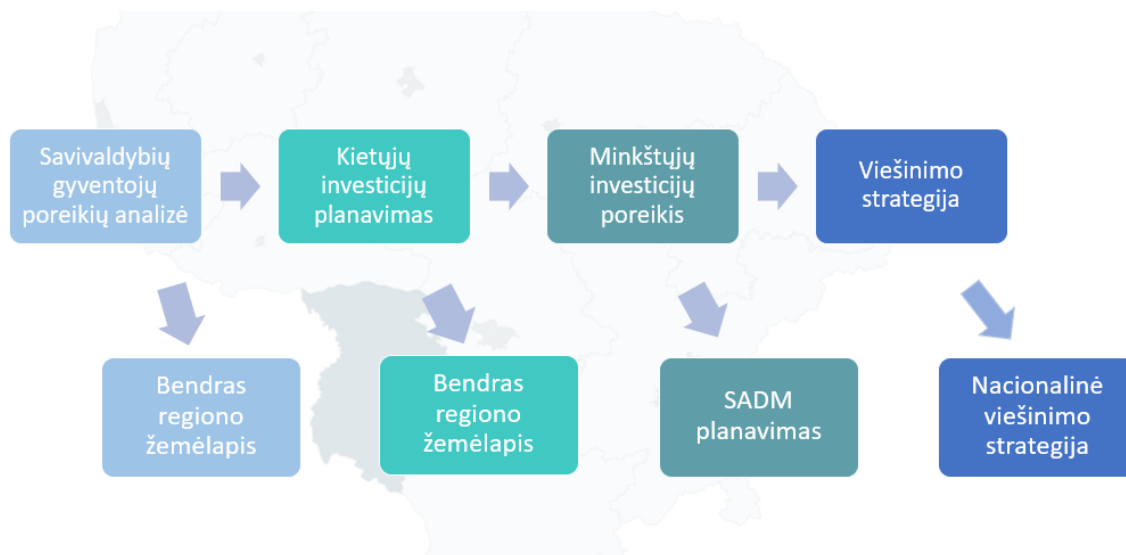 Savivaldybių
gyventojų
poreikių analizė
Kietųjų
investicijų
planavimas
Minkštųjų
investicijų
poreikis
Viešinimo
strategija
Bendras
regiono
žemėlapis
Bendras
regiono
žemėlapis
SADM
planavimas
Nacionalinė
viešinimo
strategija